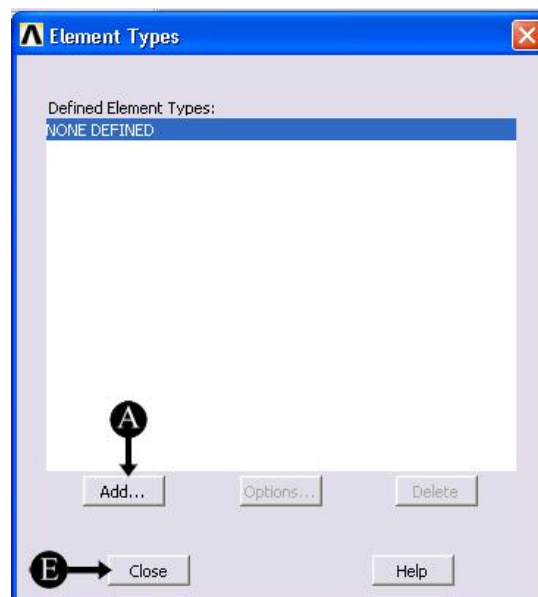 Element Types
Defined Element Types:
NONE DEFINED
A
Add... Options... Delete
E Close Help